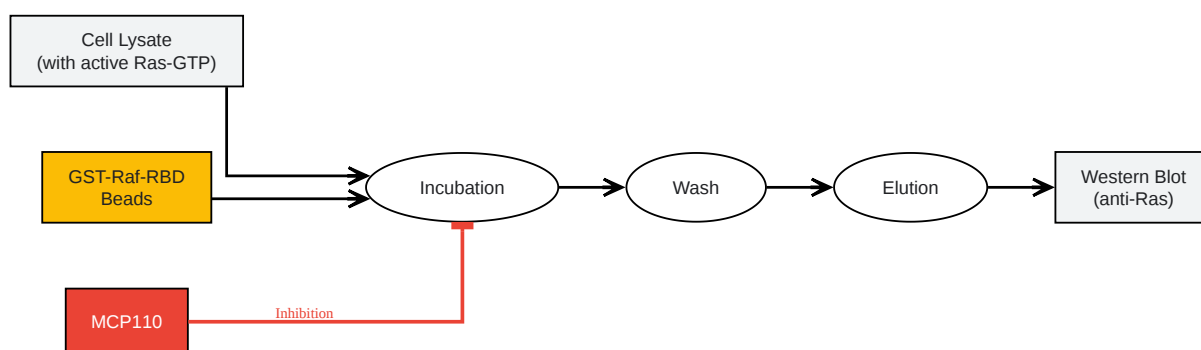 Cell Lysate
(with active Ras-GTP)
GST-Raf-RBD
Beads
Incubation
Wash
Elution
Western Blot
(anti-Ras)
MCP110
Inhibition